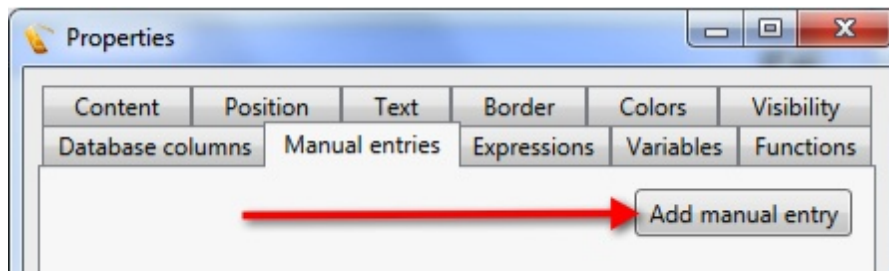 Properties
Content Position Text Border Colors Visibility
Database columns Manual entries Expressions Variables Functions
Add manual entry